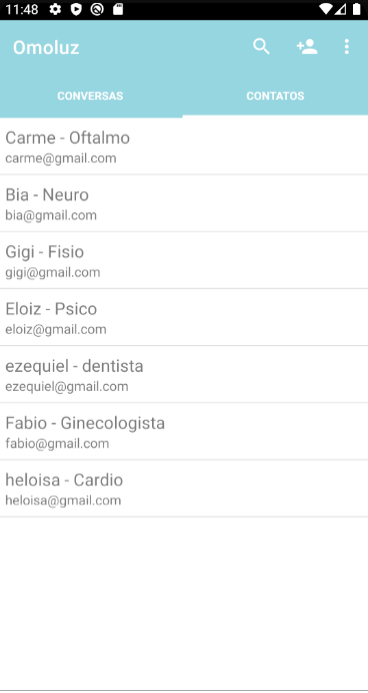 11:48
Omoluz
CONVERSAS
CONTATOS
Carme - Oftalmo
carme@gmail.com
Bia - Neuro
bia@gmail.com
Gigi - Fisio
gigi@gmail.com
Eloiz - Psico
eloiz@gmail.com
ezequiel - dentista
ezequiel@gmail.com
Fabio - Ginecologista
fabio@gmail.com
heloisa - Cardio
heloisa@gmail.com